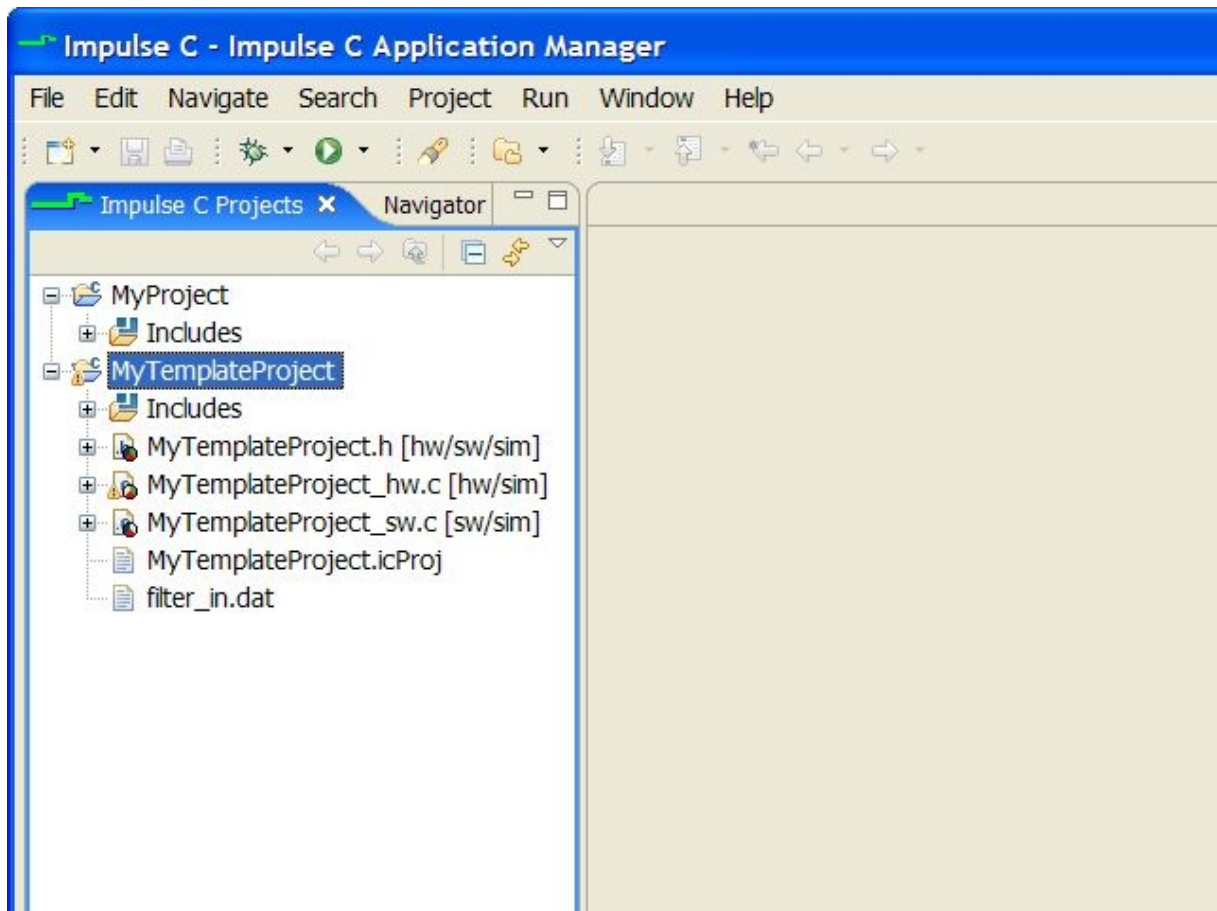 Impulse C - Impulse C Application Manager
File Edit Navigate Search Project Run Window Help
Impulse C Projects Navigator
MyProject
Includes
MyTemplateProject
Includes
MyTemplateProject.h [hw/sw/sim]
MyTemplateProject_hw.c [hw/sim]
MyTemplateProject_sw.c [sw/sim]
MyTemplateProject.icProj
filter_in.dat